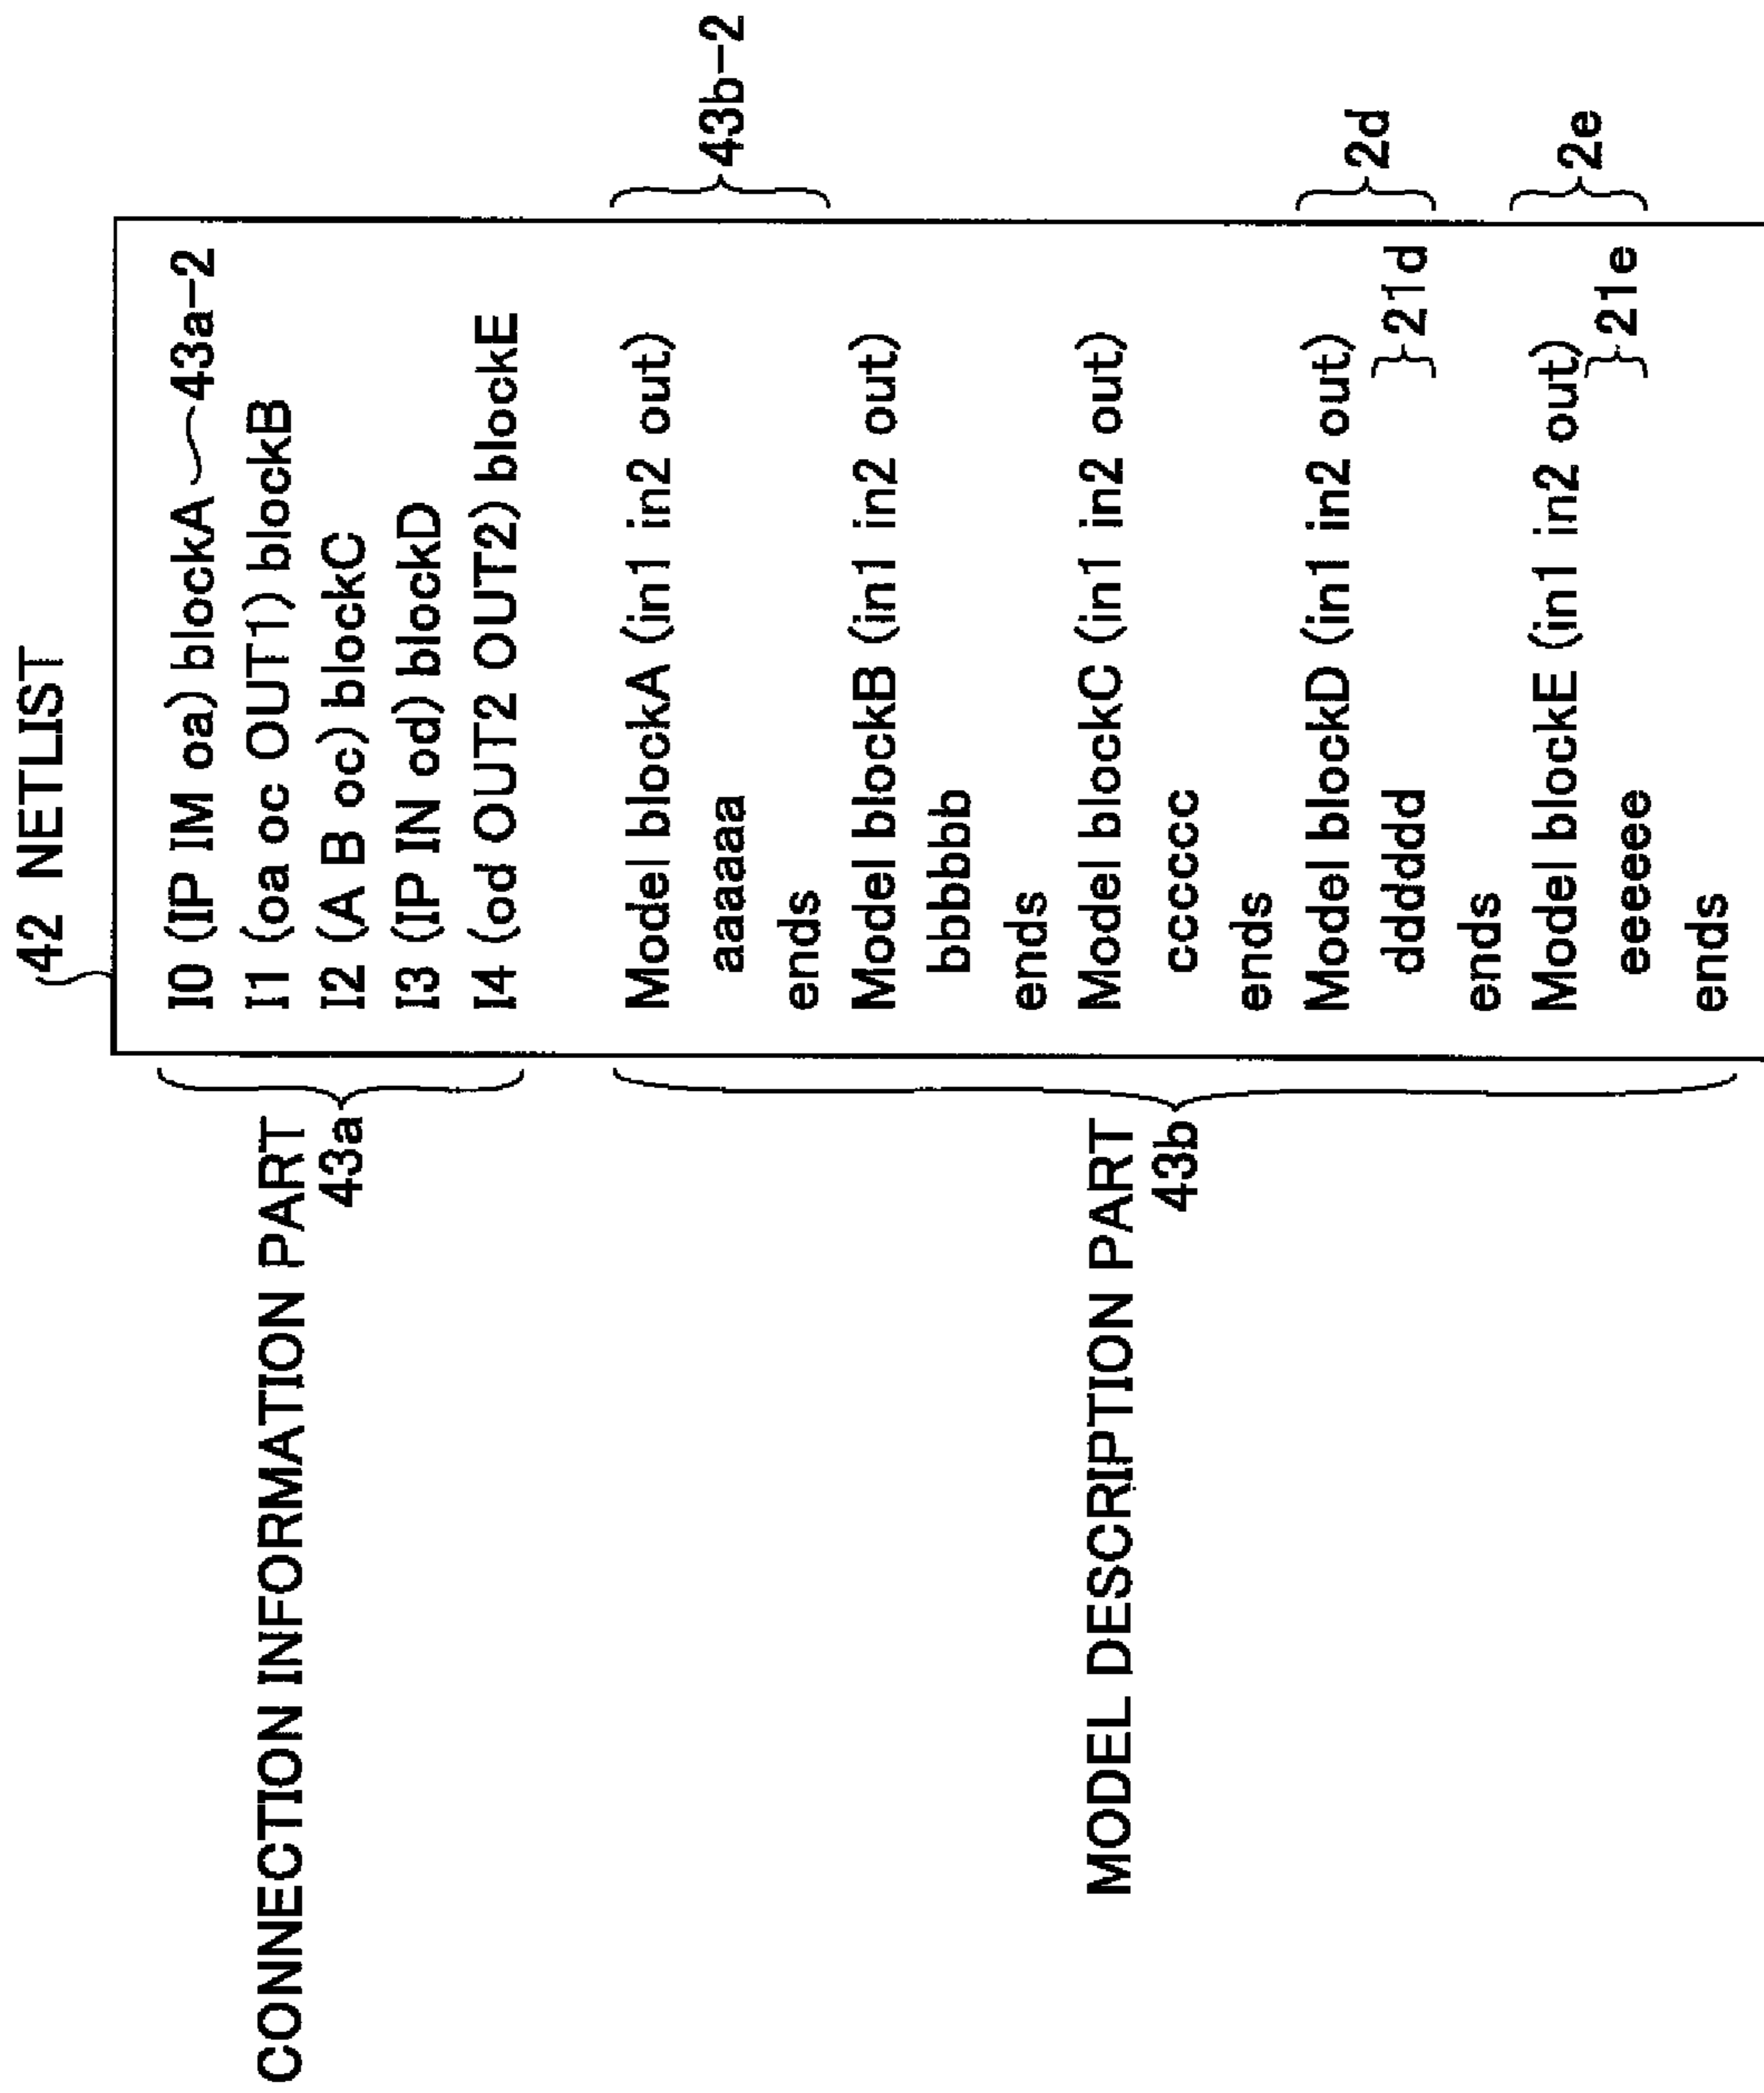 42 NETLIST
CONNECTION INFORMATION PART
43a
I0 (IP IM oa) blockA 43a-2
I1 (oa oc OUT1) blockB
I2 (A B oc) blockC
I3 (IP IN od) blockD
I4 (od OUT2 OUT2) blockE
MODEL DESCRIPTION PART
43b
Model blockA (in1 in2 out)
aaaaaa
ends
43b-2
Model blockB (in1 in2 out)
bbbbbb
ends
Model blockC (in1 in2 out)
cccccc
ends
Model blockD (in1 in2 out)
dddddd
21d
2d
ends
Model blockE (in1 in2 out)
eeeeee
21e
2e
ends